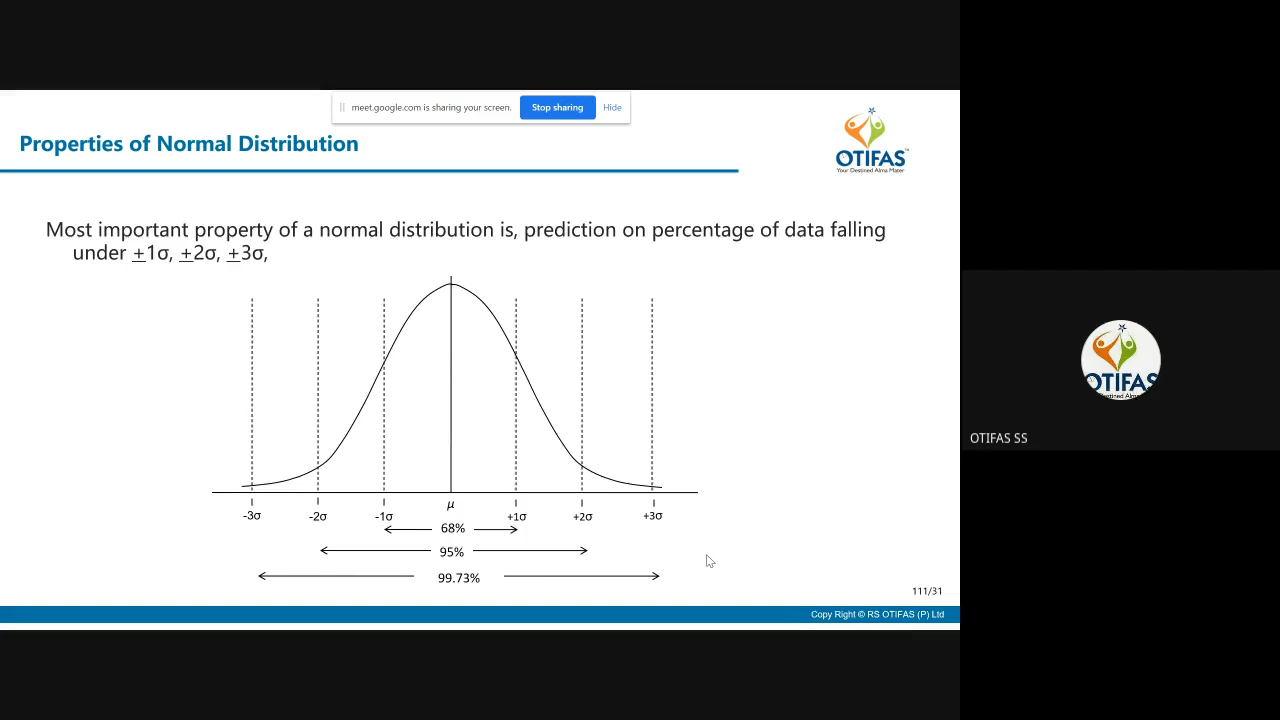 meet.google.com is sharing your screen. Stop sharing Hide
Properties of Normal Distribution
OTIFAS™
Your Destined Alma Mater
Most important property of a normal distribution is, prediction on percentage of data falling
under +1σ, +2σ, +3σ,
μ
-3σ -2σ -1σ +1σ +2σ +3σ
68%
95%
99.73%
111/31
Copy Right © RS OTIFAS (P) Ltd
OTIFAS
OTIFAS SS